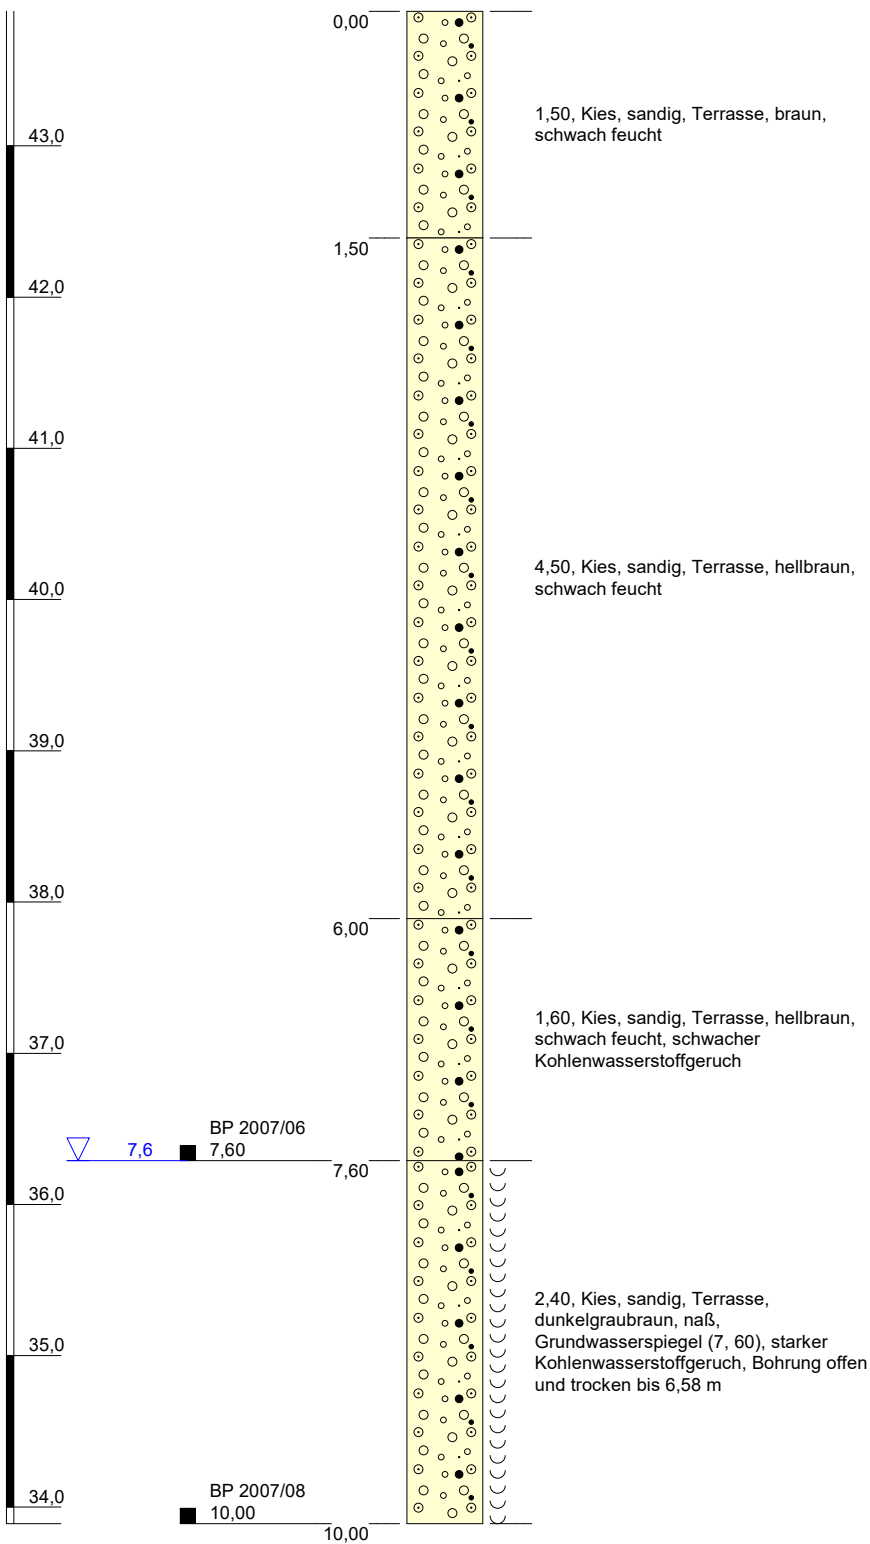 0,00
1,50, Kies, sandig, Terrasse, braun,
schwach feucht
43,0
1,50
42,0
41,0
4,50, Kies, sandig, Terrasse, hellbraun,
schwach feucht
40,0
39,0
38,0
6,00
1,60, Kies, sandig, Terrasse, hellbraun,
schwach feucht, schwacher
Kohlenwasserstoffgeruch
37,0
BP 2007/06
7,6
7,60
7,60
36,0
2,40, Kies, sandig, Terrasse,
dunkelgraubraun, naß,
Grundwasserspiegel (7, 60), starker
Kohlenwasserstoffgeruch, Bohrung offen
und trocken bis 6,58 m
35,0
BP 2007/08
34,0
10,00
10,00